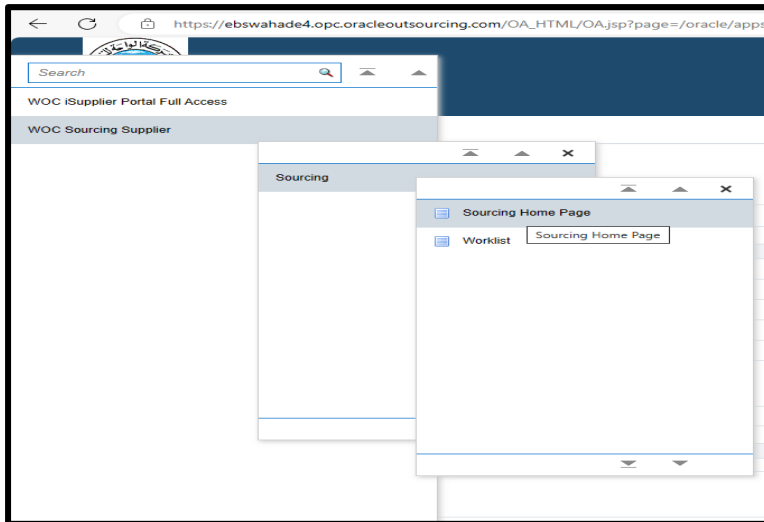 https://ebswahade4.opc.oracleoutsourcing.com/OA_HTML/OA.jsp?page=/oracle/apps
Search
WOC iSupplier Portal Full Access
WOC Sourcing Supplier
Sourcing
Sourcing Home Page
Worklist
Sourcing Home Page